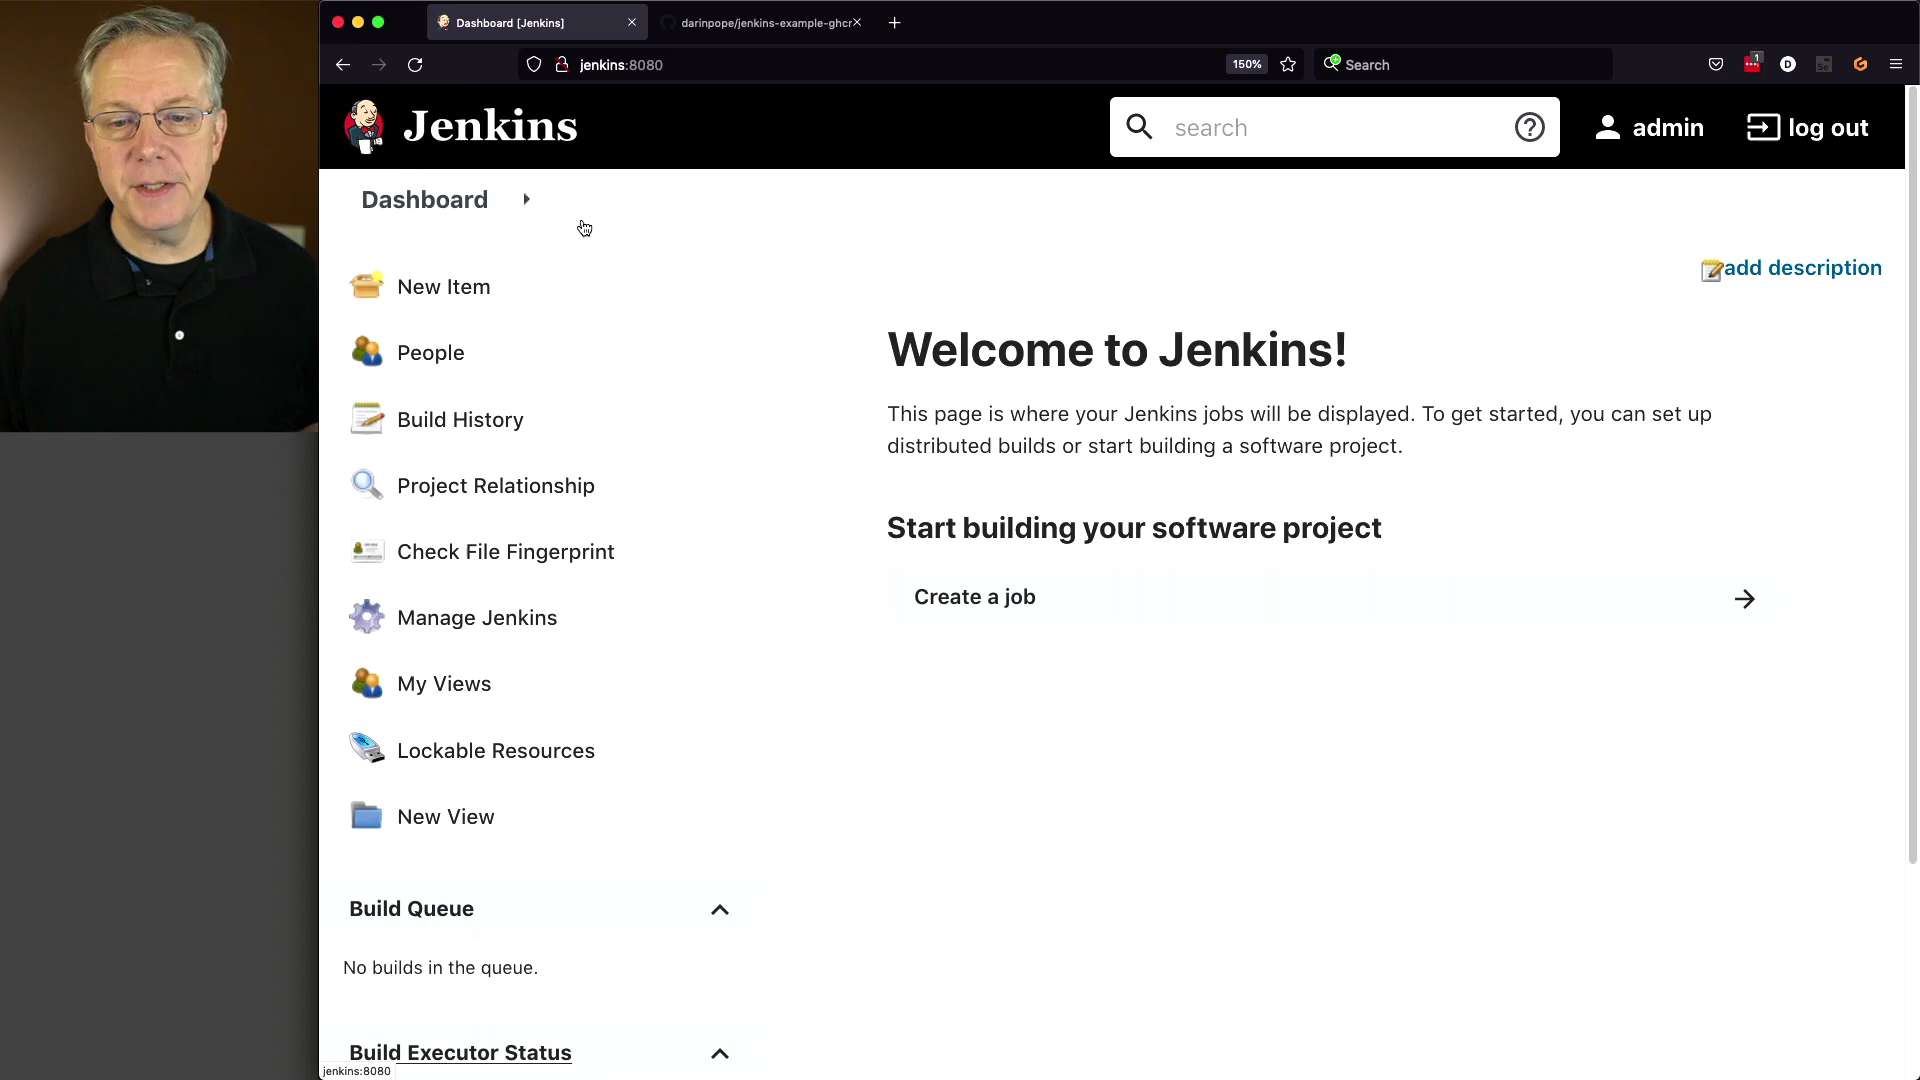 Dashboard [Jenkins]
darinpope/jenkins-example-ghcr
jenkins:8080
150%
Search
1
D
Se
Jenkins
search
admin
log out
Dashboard
add description
New Item
People
Build History
Project Relationship
Check File Fingerprint
Manage Jenkins
My Views
Lockable Resources
New View
Welcome to Jenkins!
This page is where your Jenkins jobs will be displayed. To get started, you can set up
distributed builds or start building a software project.
Start building your software project
Create a job
Build Queue
No builds in the queue.
Build Executor Status
jenkins:8080